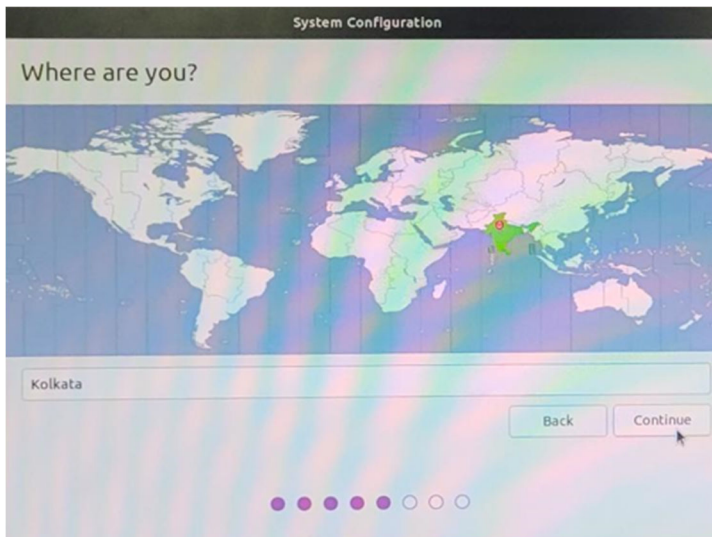 System Configuration
Where are you?
Kolkata
Back
Continue